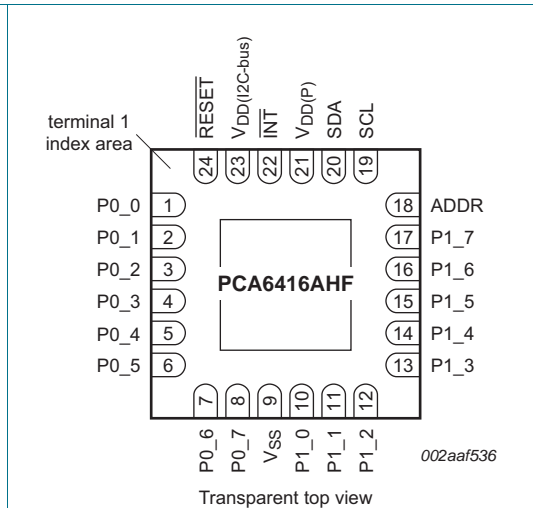 terminal 1
index area
RESET
VDD(I2C-bus)
INT
VDD(P)
SDA
SCL
24
23
22
21
20
19
P0_0 1
18 ADDR
P0_1 2
17 P1_7
P0_2 3
16 P1_6
PCA6416AHF
P0_3 4
15 P1_5
P0_4 5
14 P1_4
P0_5 6
13 P1_3
7
8
9
10
11
12
P0_6
P0_7
VSS
P1_0
P1_1
P1_2
002aaf536
Transparent top view